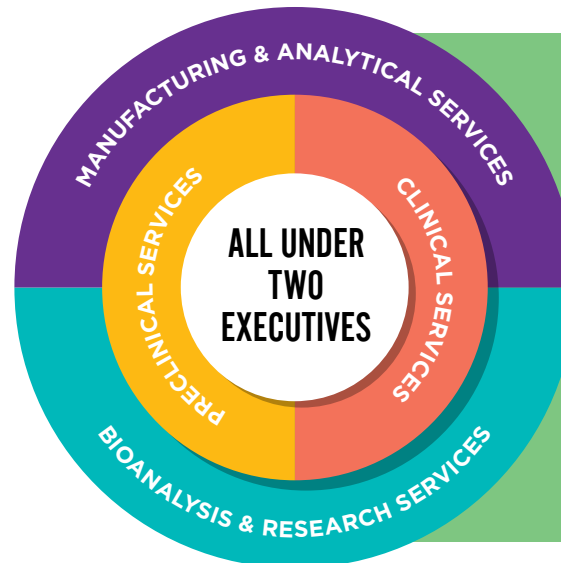 MANUFACTURING & ANALYTICAL SERVICES
PRECLINICAL SERVICES
CLINICAL SERVICES
ALL UNDER
TWO
EXECUTIVES
BIOANALYSIS & RESEARCH SERVICES